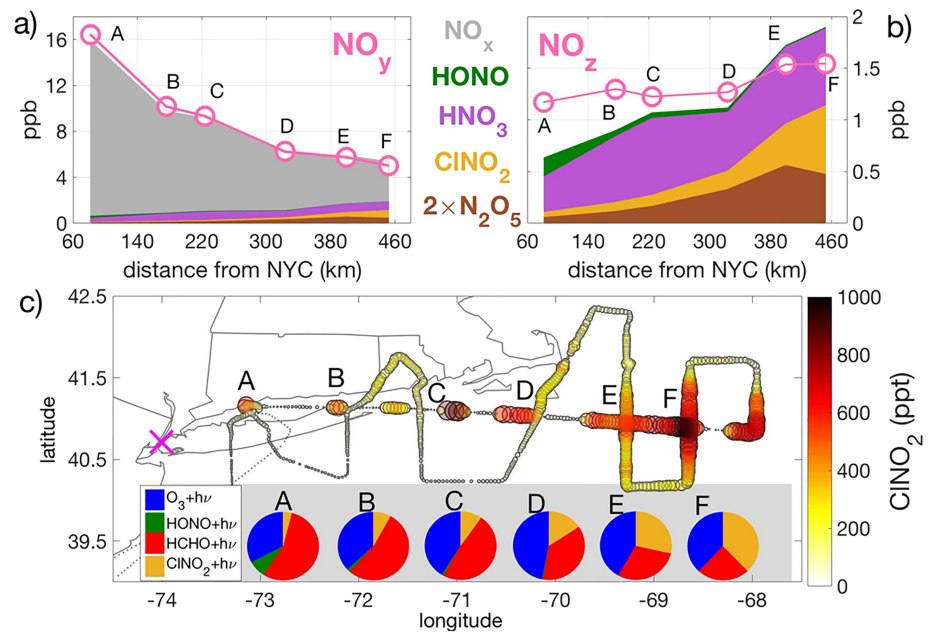 a)
16
12
8
4
0
ppb
A
B
C
D
E
F
NOy
60 140 220 300 380 460
distance from NYC (km)
NOx
HONO
HNO3
ClNO2
2×N2O5
b)
2
1.5
1
0.5
0
ppb
NOz
A
B
C
D
E
F
60 140 220 300 380 460
distance from NYC (km)
c)
42.5
41.5
40.5
39.5
latitude
A B C D E F
O3+hν
HONO+hν
HCHO+hν
ClNO2+hν
A B C D E F
-74 -73 -72 -71 -70 -69 -68
longitude
1000
800
600
400
200
0
ClNO2 (ppt)